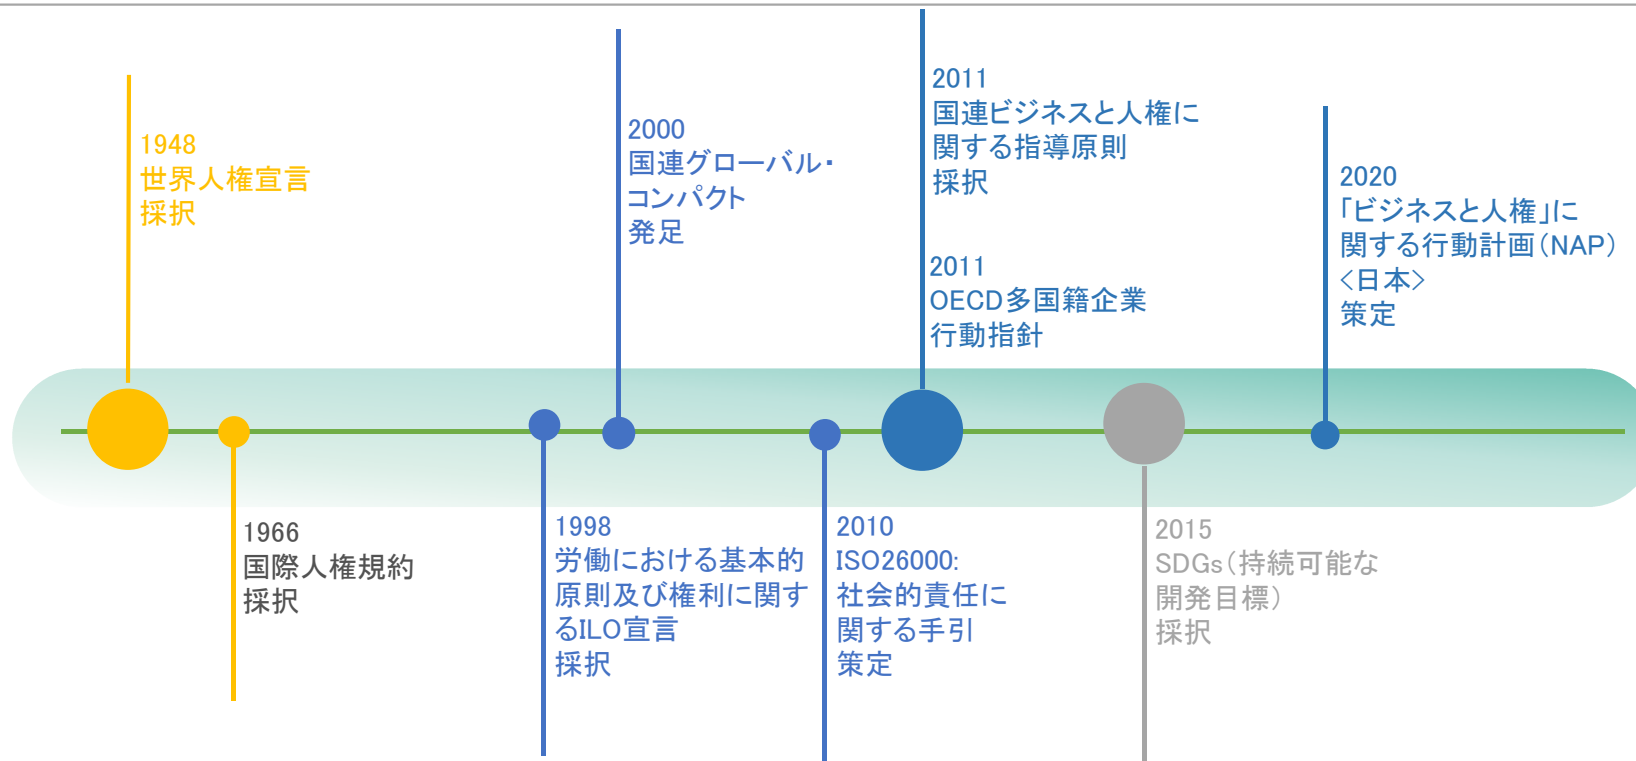 1948
世界人権宣言
採択
1966
国際人権規約
採択
1998
労働における基本的
原則及び権利に関す
るILO宣言
採択
2000
国連グローバル・
コンパクト
発足
2010
ISO26000:
社会的責任に
関する手引
策定
2011
国連ビジネスと人権に
関する指導原則
採択
2011
OECD多国籍企業
行動指針
2015
SDGs(持続可能な
開発目標)
採択
2020
「ビジネスと人権」に
関する行動計画(NAP)
<日本>
策定